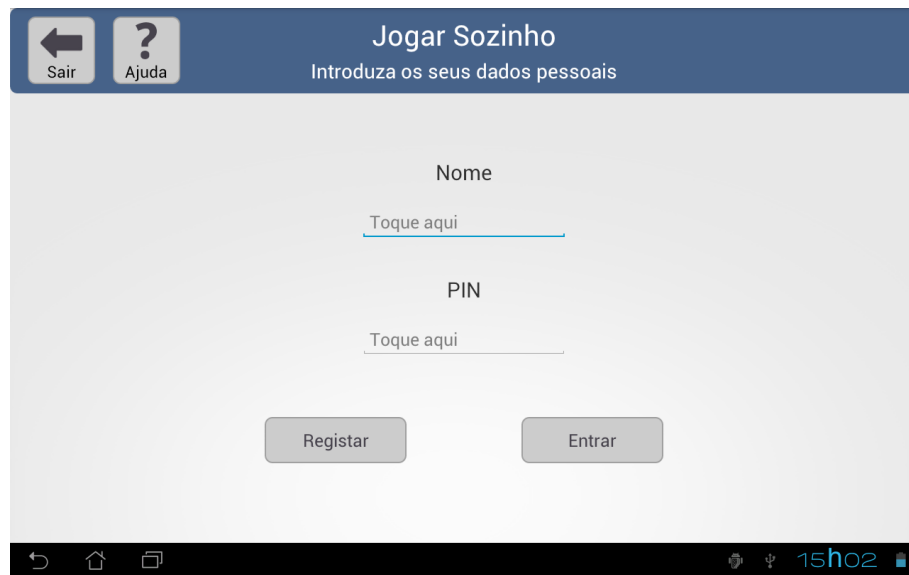 Jogar Sozinho
Introduza os seus dados pessoais
Sair
?
Ajuda
Nome
Toque aqui
PIN
Toque aqui
Registar
Entrar
15h02